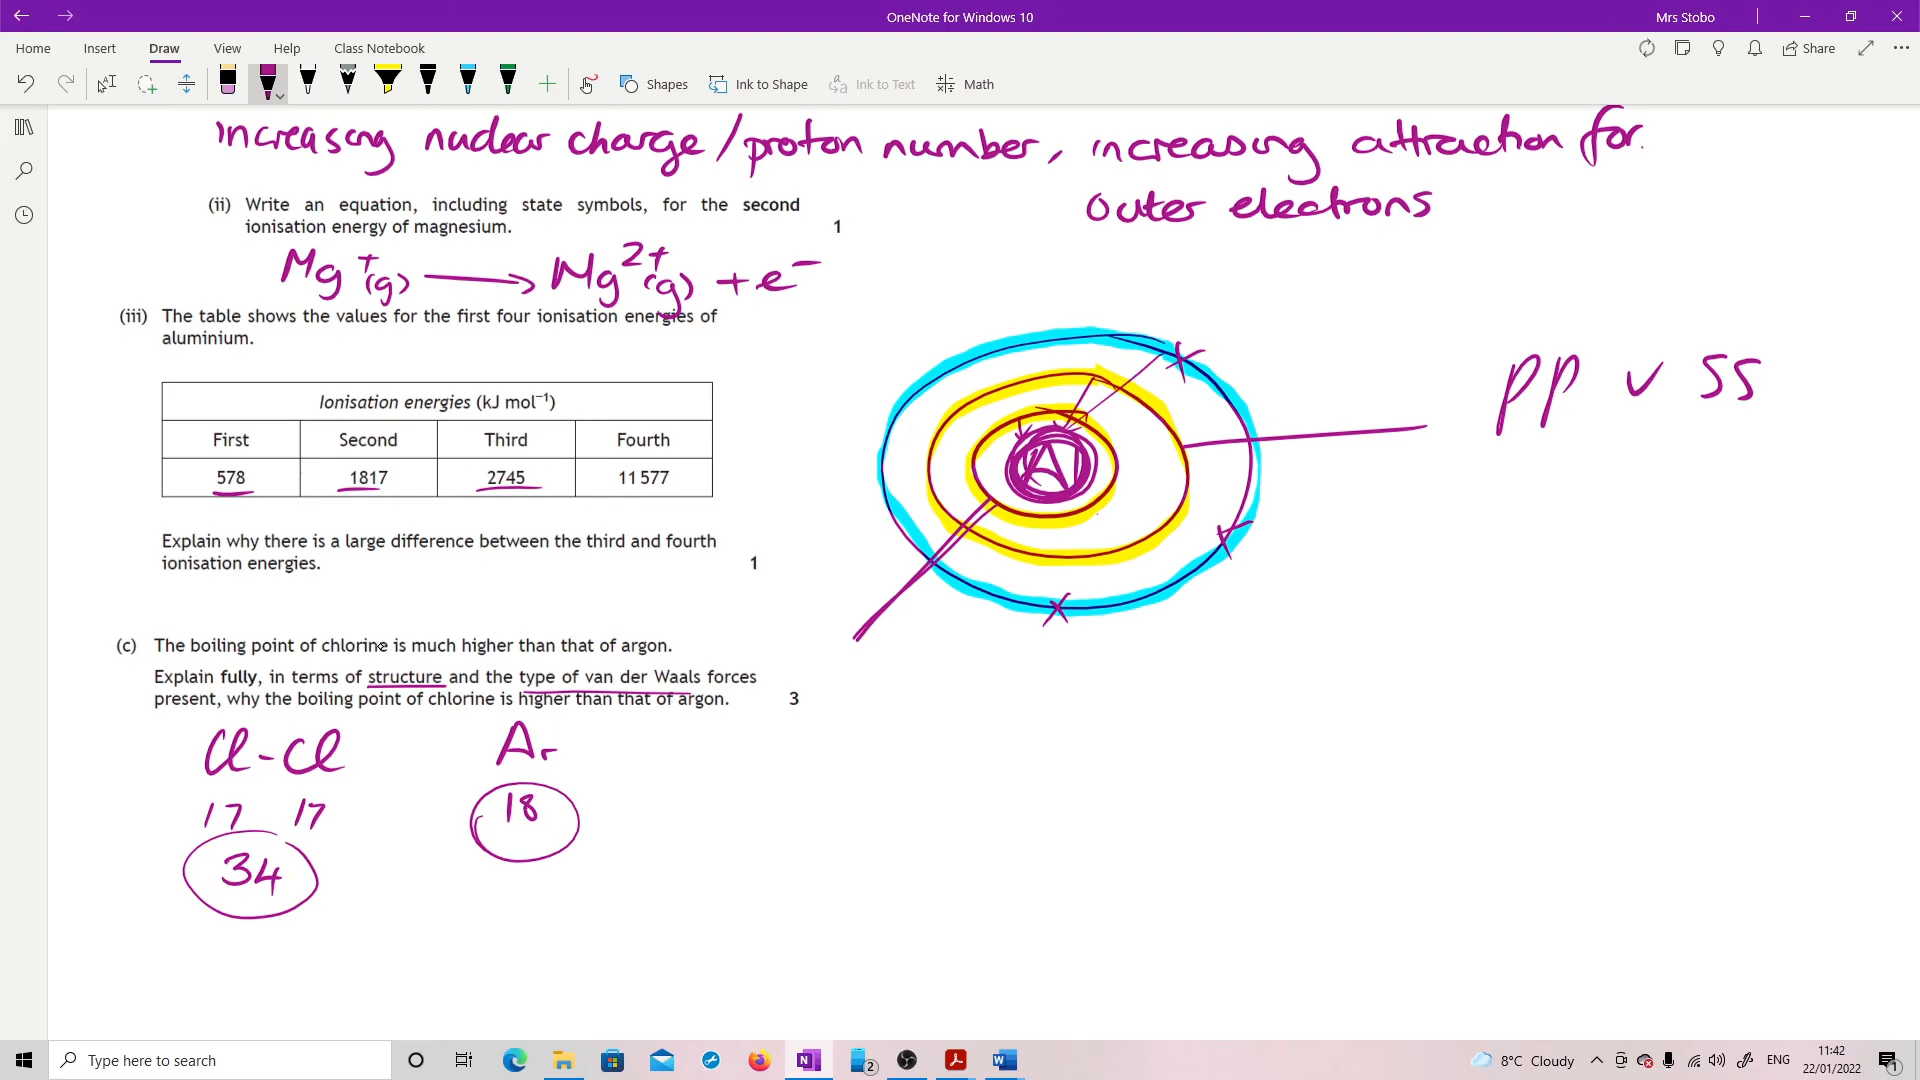 OneNote for Windows 10
Mrs Stobo
Home Insert Draw View Help Class Notebook
Share
Shapes Ink to Shape Ink to Text Math
increasing nuclear charge/proton number, increasing attraction for
outer electrons
(ii) Write an equation, including state symbols, for the second
ionisation energy of magnesium. 1
Mg⁺(g) → Mg²⁺(g) + e⁻
(iii) The table shows the values for the first four ionisation energies of
aluminium.
Ionisation energies (kJ mol⁻¹)
First Second Third Fourth
578 1817 2745 11 577
Explain why there is a large difference between the third and fourth
ionisation energies. 1
Al
pp v ss
(c) The boiling point of chlorine is much higher than that of argon.
Explain fully, in terms of structure and the type of van der Waals forces
present, why the boiling point of chlorine is higher than that of argon. 3
Cl-Cl Ar
17 17 18
34
Type here to search
2
8°C Cloudy
ENG
11:42
22/01/2022
1